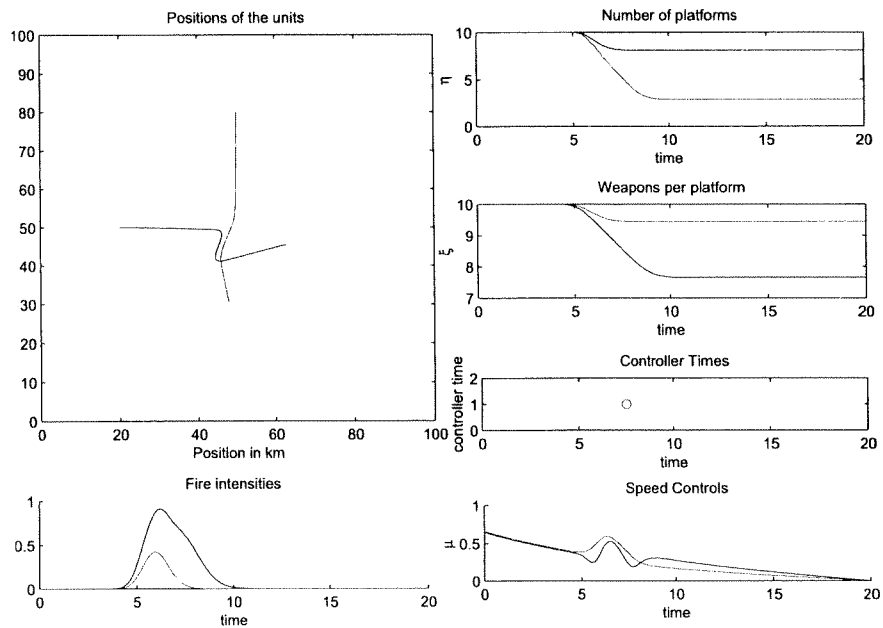 Positions of the units
100
90
80
70
60
50
40
30
20
10
0
0 20 40 60 80 100
Position in km
Number of platforms
10
5
0
η
0 5 10 15 20
time
Weapons per platform
10
9
8
7
ξ
0 5 10 15 20
time
Controller Times
2
1
0
controller time
0 5 10 15 20
time
Fire intensities
1
0.5
0
0 5 10 15 20
time
Speed Controls
1
0.5
0
μ
0 5 10 15 20
time